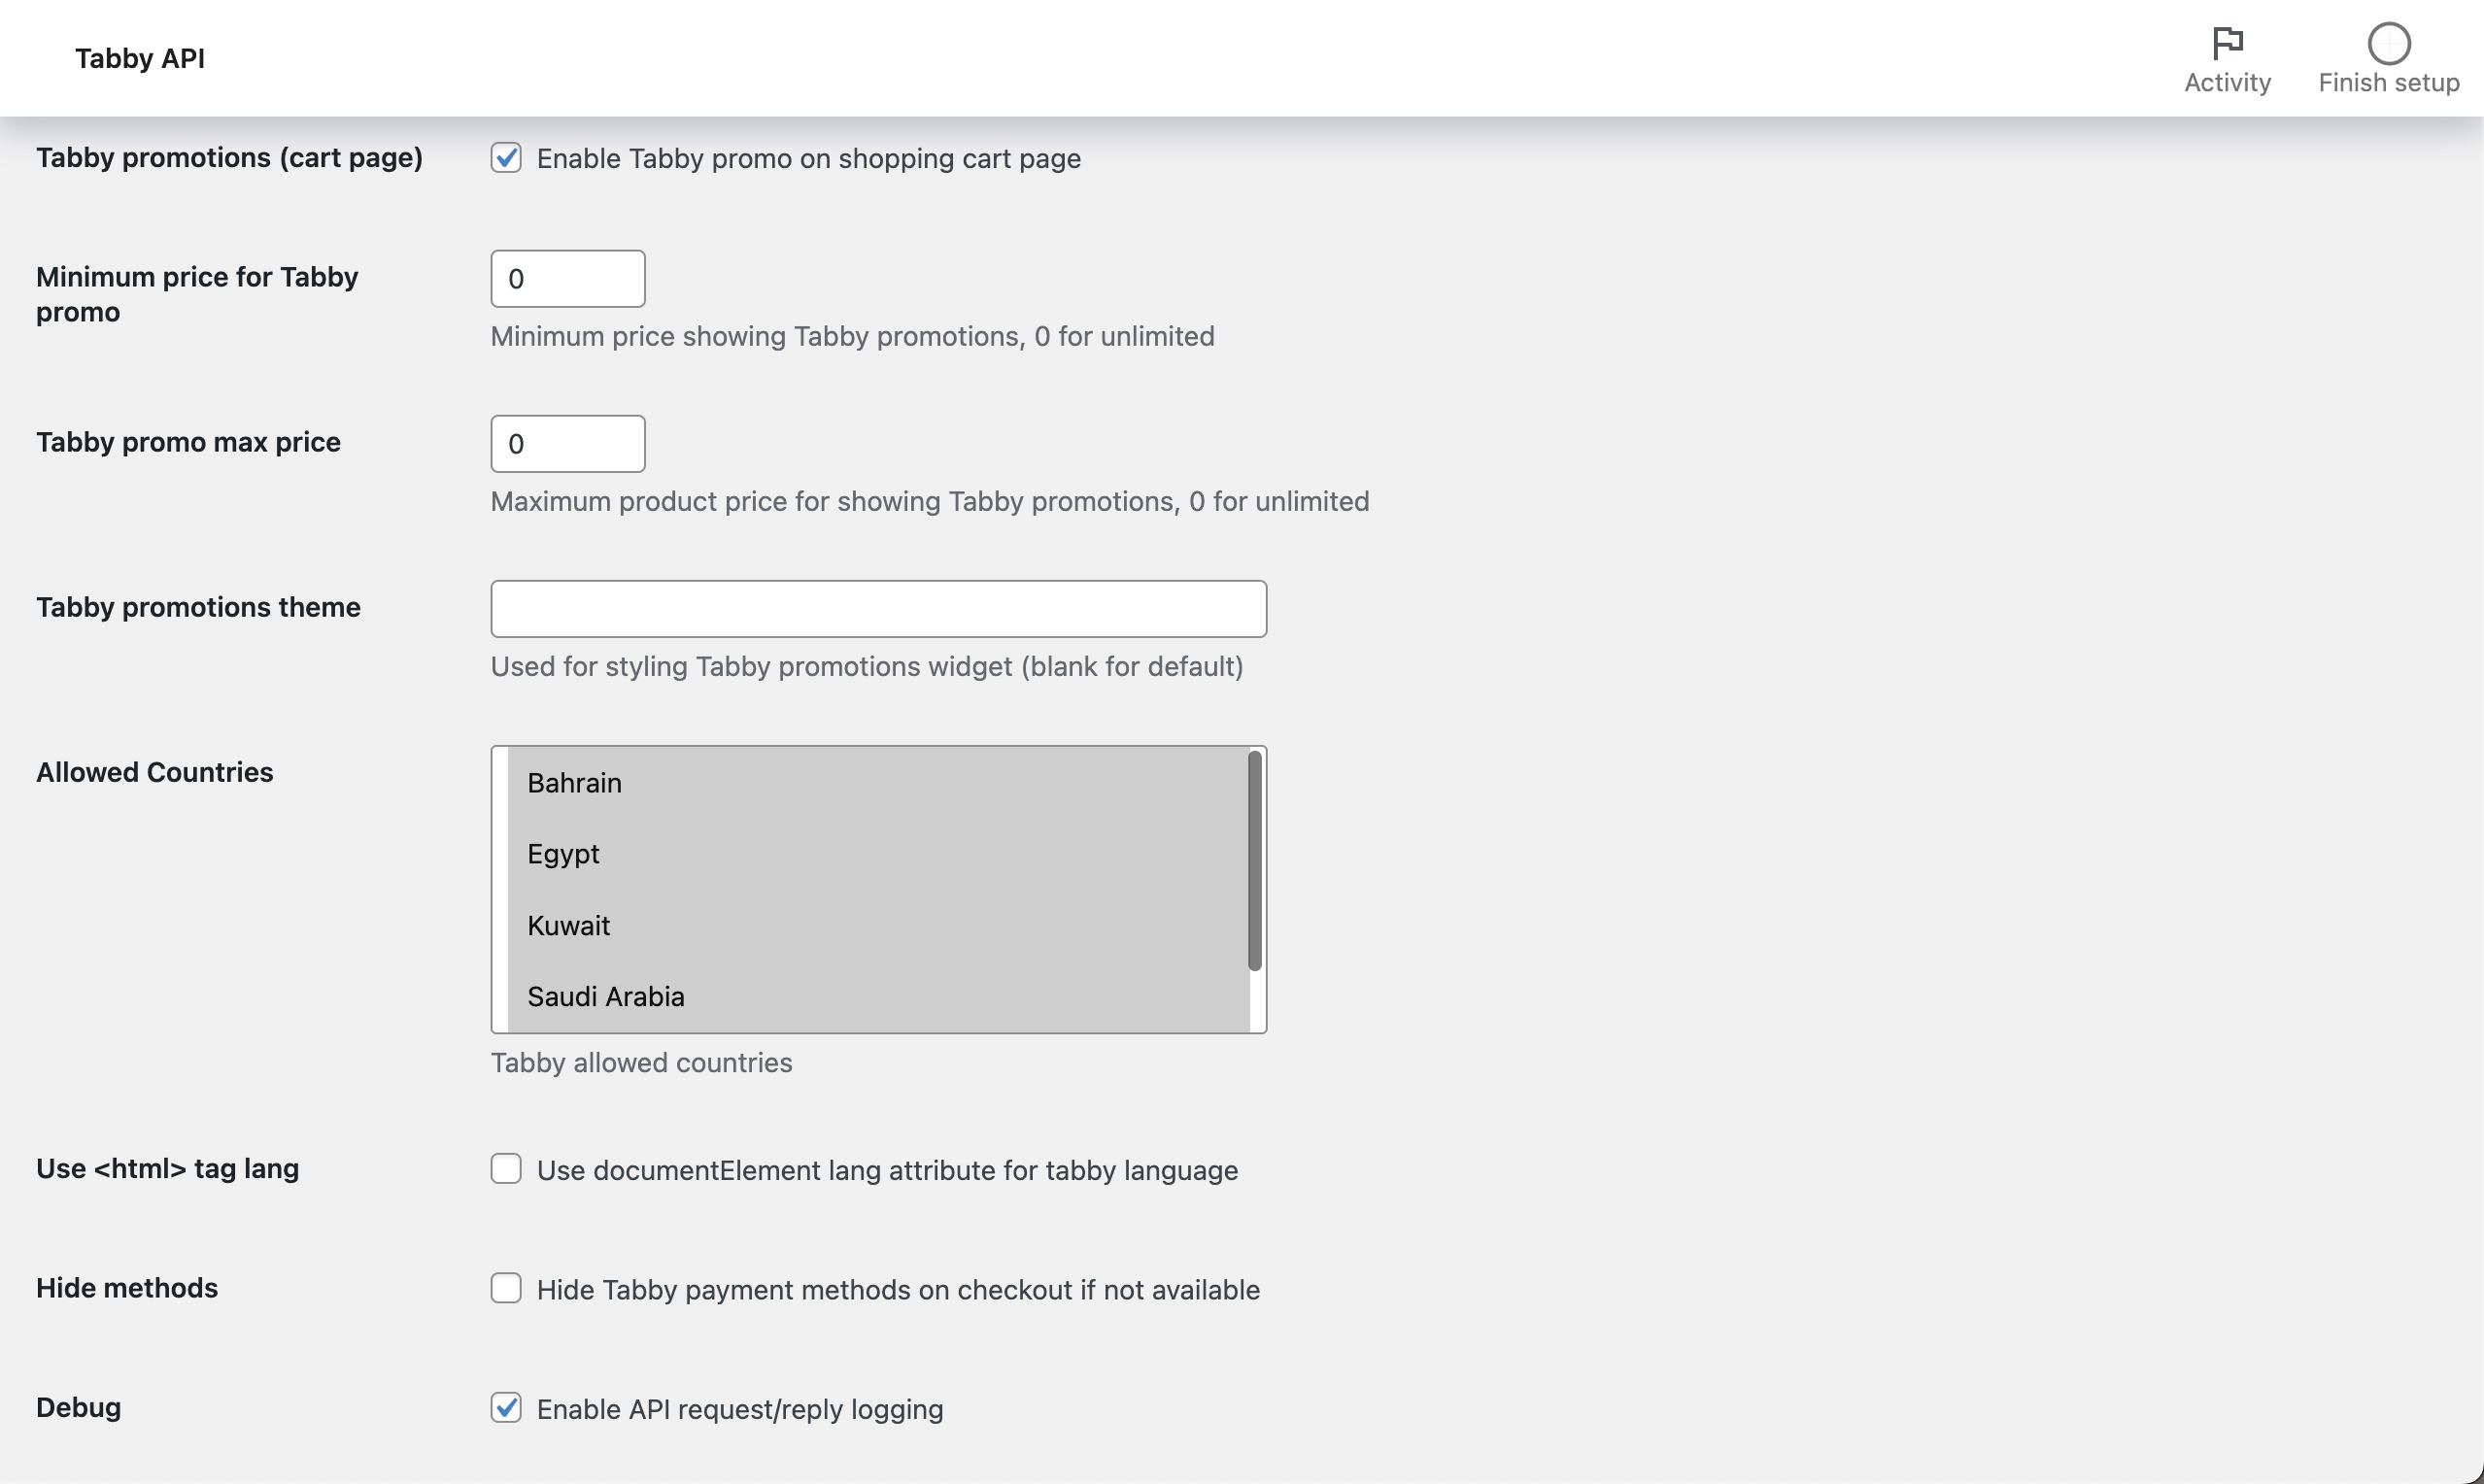 Tabby API
Activity
Finish setup
Tabby promotions (cart page)
Enable Tabby promo on shopping cart page
Minimum price for Tabby
promo
0
Minimum price showing Tabby promotions, 0 for unlimited
Tabby promo max price
0
Maximum product price for showing Tabby promotions, 0 for unlimited
Tabby promotions theme
Used for styling Tabby promotions widget (blank for default)
Allowed Countries
Bahrain
Egypt
Kuwait
Saudi Arabia
Tabby allowed countries
Use <html> tag lang
Use documentElement lang attribute for tabby language
Hide methods
Hide Tabby payment methods on checkout if not available
Debug
Enable API request/reply logging